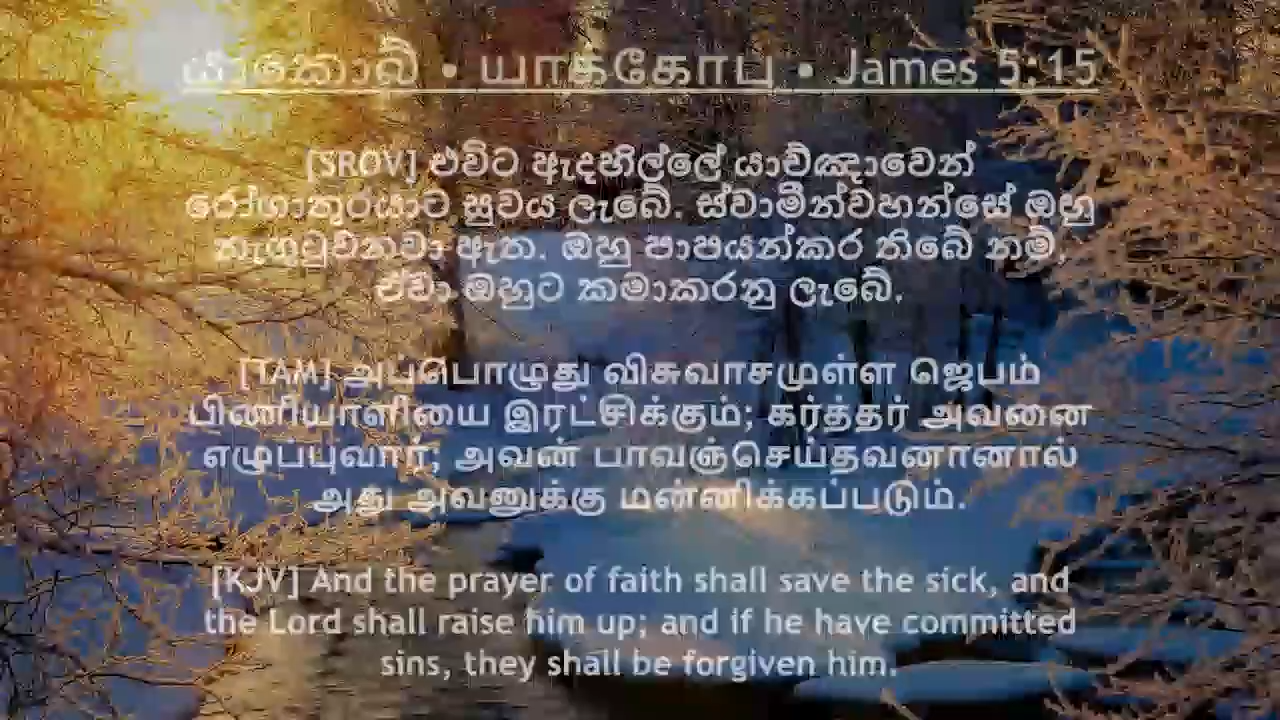 යාකොබ් • யாக்கோபு • James 5:15
[SROV] එවිට ඇදහිල්ලේ යාච්ඤාවෙන්
රෝගාතුරයාට සුවය ලැබේ. ස්වාමීන්වහන්සේ ඔහු
නැගුටුවනවා ඇත. ඔහු පාපයන්කර තිබේ නම්,
ඒවා ඔහුට කමාකරනු ලැබේ.
[TAM] அப்பொழுது விசுவாசமுள்ள ஜெபம்
பிணியாளியை இரட்சிக்கும்; கர்த்தர் அவனை
எழுப்புவார்; அவன் பாவஞ்செய்தவனானால்
அது அவனுக்கு மன்னிக்கப்படும்.
[KJV] And the prayer of faith shall save the sick, and
the Lord shall raise him up; and if he have committed
sins, they shall be forgiven him.